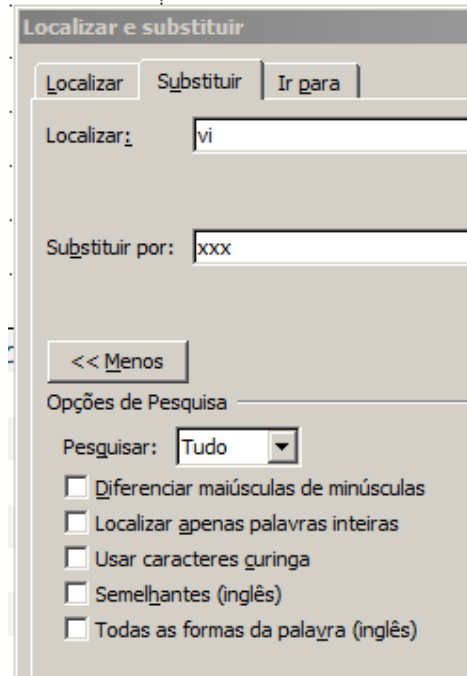 Localizar e substituir
Localizar Substituir Ir para
Localizar: vi
Substituir por: xxx
<< Menos
Opções de Pesquisa
Pesquisar: Tudo
Diferenciar maiúsculas de minúsculas
Localizar apenas palavras inteiras
Usar caracteres curinga
Semelhantes (inglês)
Todas as formas da palavra (inglês)